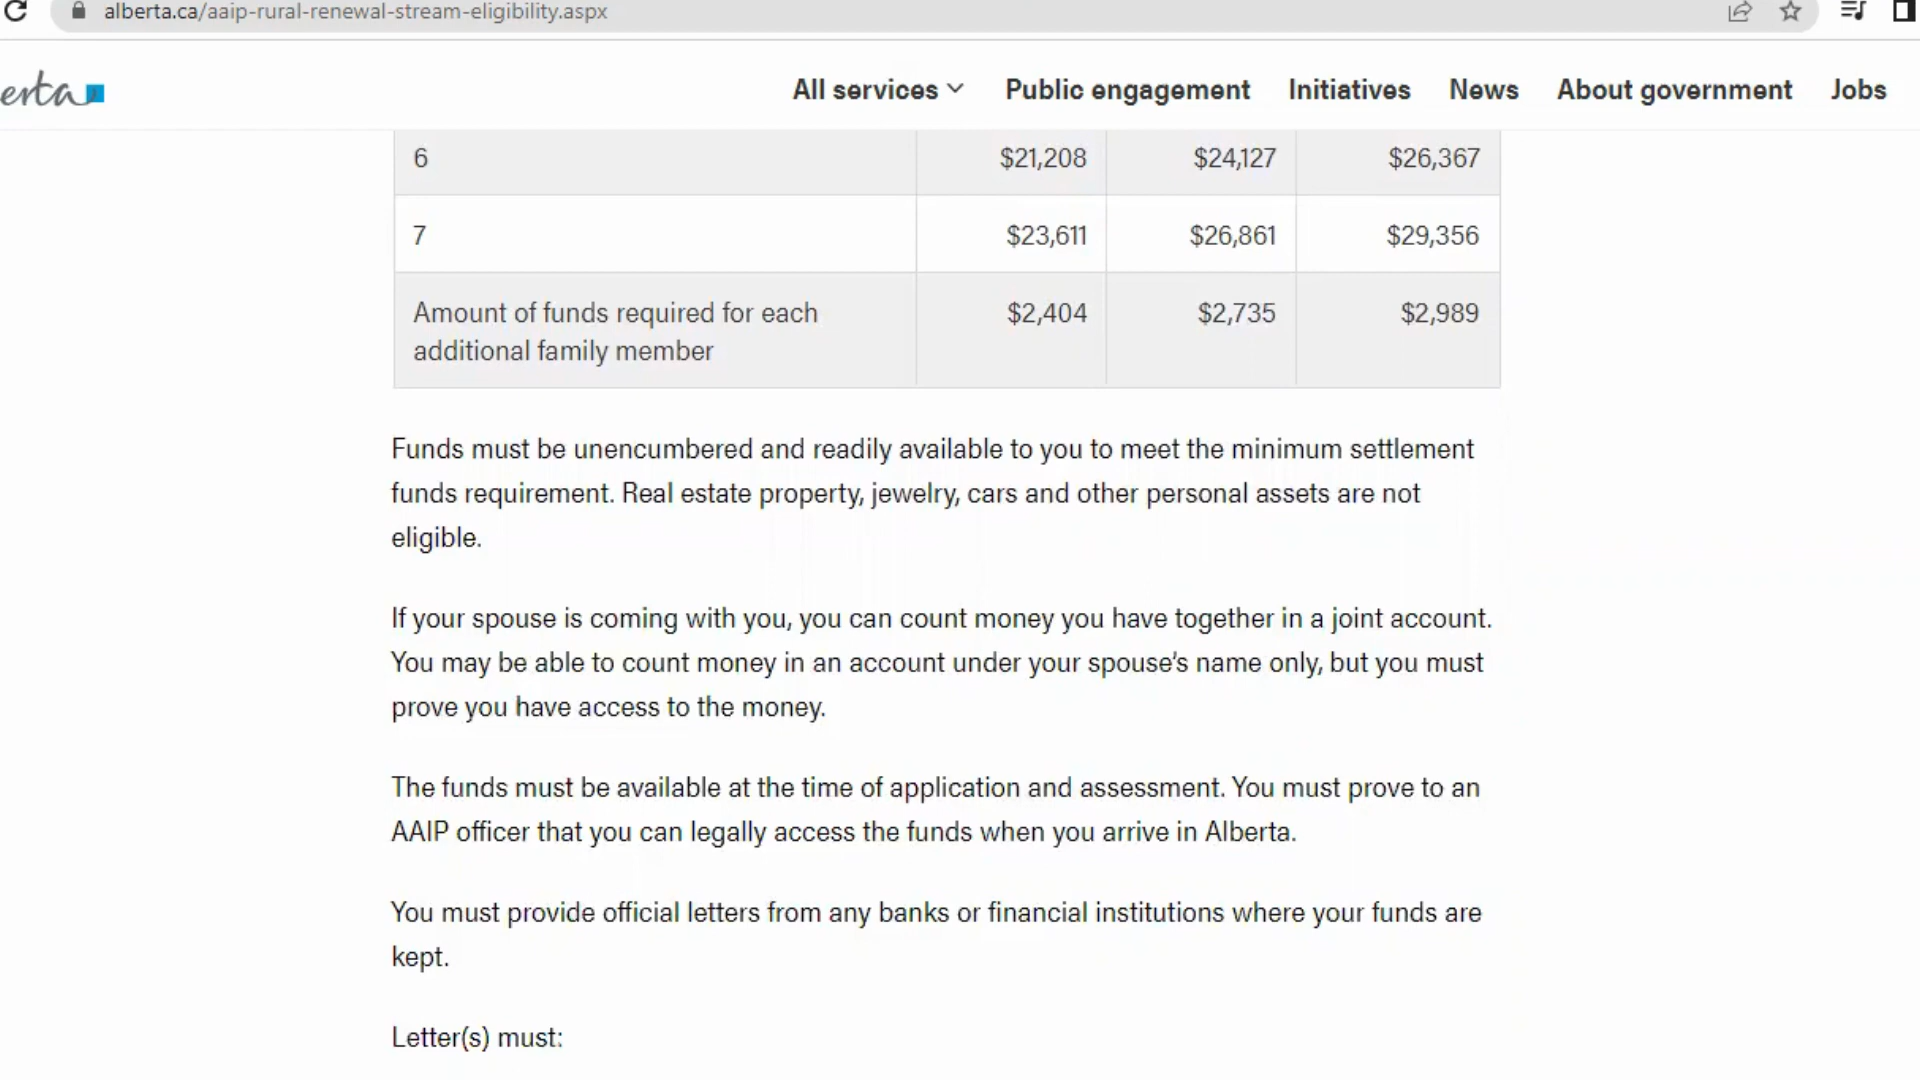 alberta.ca/aaip-rural-renewal-stream-eligibility.aspx
erta
All services Public engagement Initiatives News About government Jobs
6 $21,208 $24,127 $26,367
7 $23,611 $26,861 $29,356
Amount of funds required for each $2,404 $2,735 $2,989
additional family member
Funds must be unencumbered and readily available to you to meet the minimum settlement
funds requirement. Real estate property, jewelry, cars and other personal assets are not
eligible.
If your spouse is coming with you, you can count money you have together in a joint account.
You may be able to count money in an account under your spouse's name only, but you must
prove you have access to the money.
The funds must be available at the time of application and assessment. You must prove to an
AAIP officer that you can legally access the funds when you arrive in Alberta.
You must provide official letters from any banks or financial institutions where your funds are
kept.
Letter(s) must: